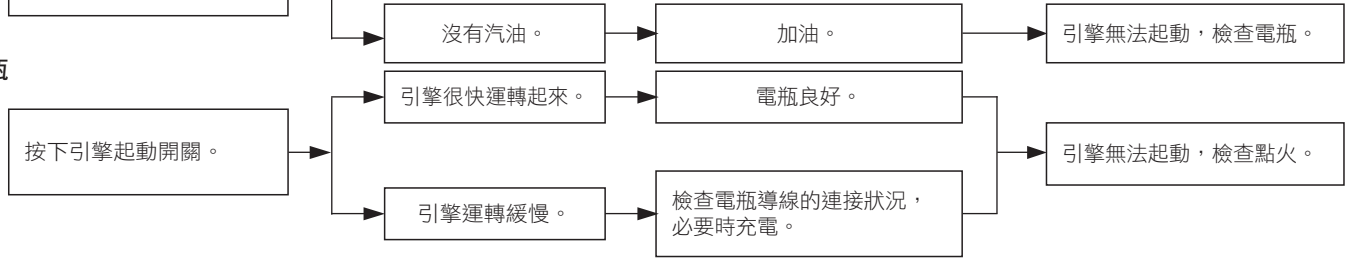 沒有汽油。
加油。
引擎無法起動，檢查電瓶。
瓶
按下引擎起動開關。
引擎很快運轉起來。
電瓶良好。
引擎運轉緩慢。
檢查電瓶導線的連接狀況，
必要時充電。
引擎無法起動，檢查點火。